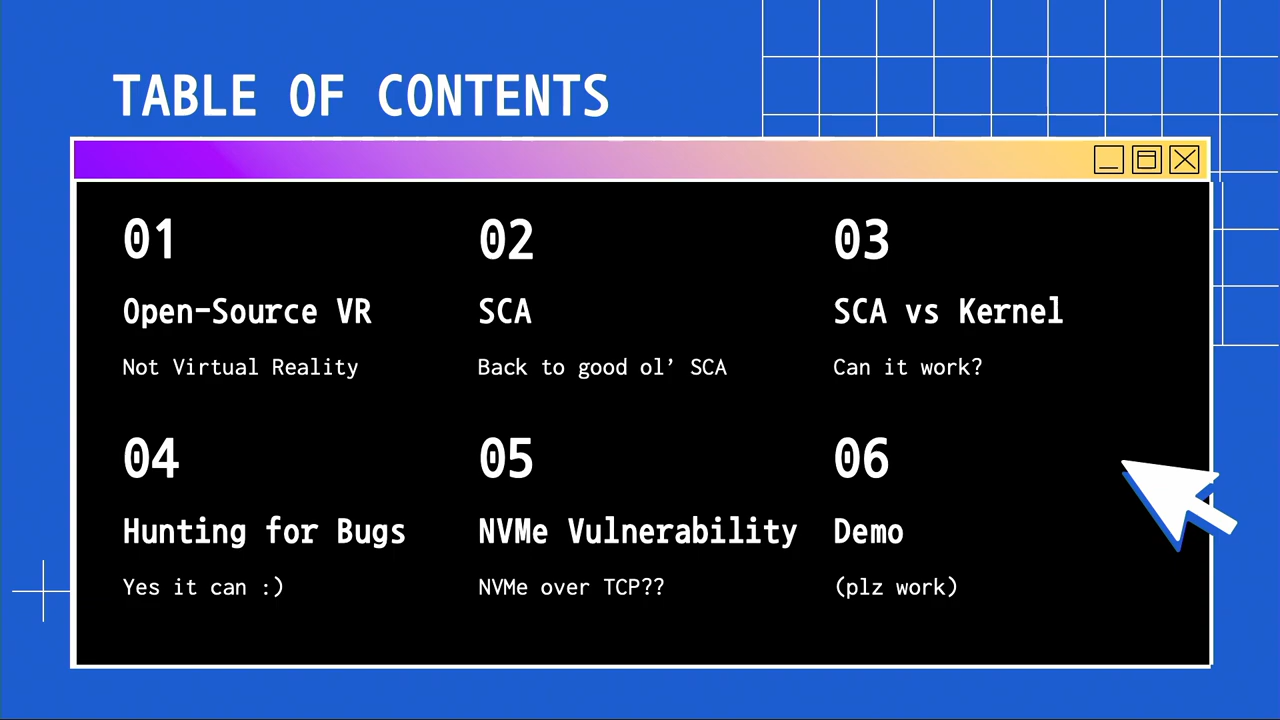 TABLE OF CONTENTS
01
Open-Source VR
Not Virtual Reality
02
SCA
Back to good ol’ SCA
03
SCA vs Kernel
Can it work?
04
Hunting for Bugs
Yes it can :)
05
NVMe Vulnerability
NVMe over TCP??
06
Demo
(plz work)